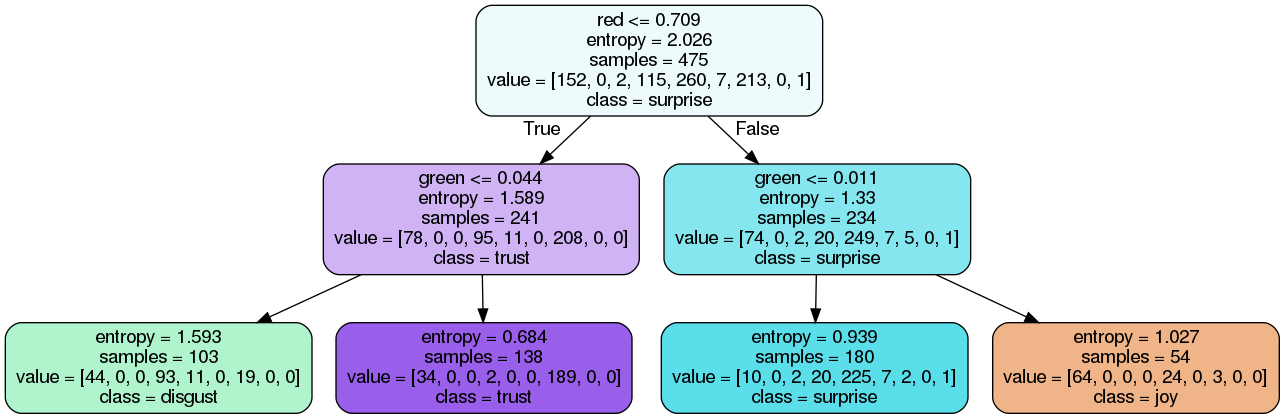 red <= 0.709
entropy = 2.026
samples = 475
value = [152, 0, 2, 115, 260, 7, 213, 0, 1]
class = surprise
True
False
green <= 0.044
entropy = 1.589
samples = 241
value = [78, 0, 0, 95, 11, 0, 208, 0, 0]
class = trust
green <= 0.011
entropy = 1.33
samples = 234
value = [74, 0, 2, 20, 249, 7, 5, 0, 1]
class = surprise
entropy = 1.593
samples = 103
value = [44, 0, 0, 93, 11, 0, 19, 0, 0]
class = disgust
entropy = 0.684
samples = 138
value = [34, 0, 0, 2, 0, 0, 189, 0, 0]
class = trust
entropy = 0.939
samples = 180
value = [10, 0, 2, 20, 225, 7, 2, 0, 1]
class = surprise
entropy = 1.027
samples = 54
value = [64, 0, 0, 0, 24, 0, 3, 0, 0]
class = joy